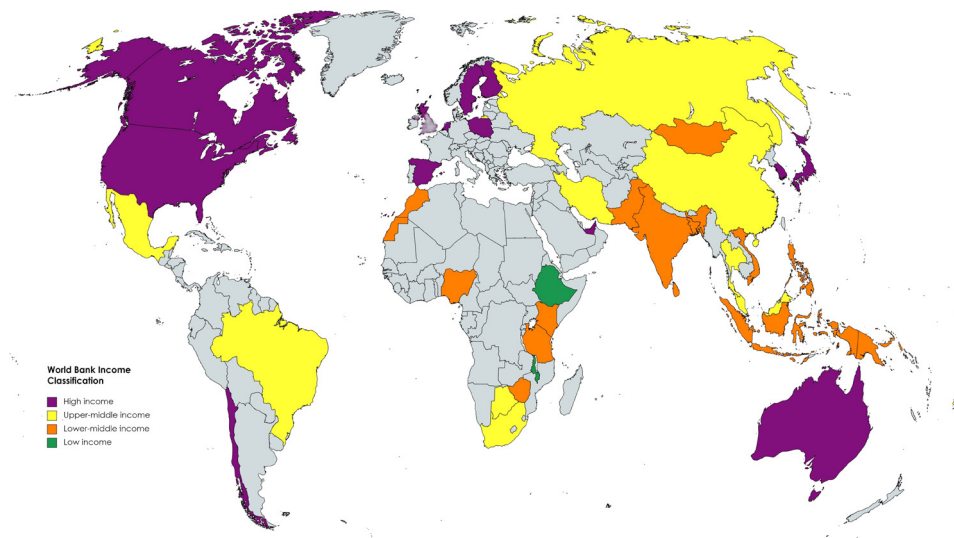 World Bank Income
Classification
High income
Upper-middle income
Lower-middle income
Low income